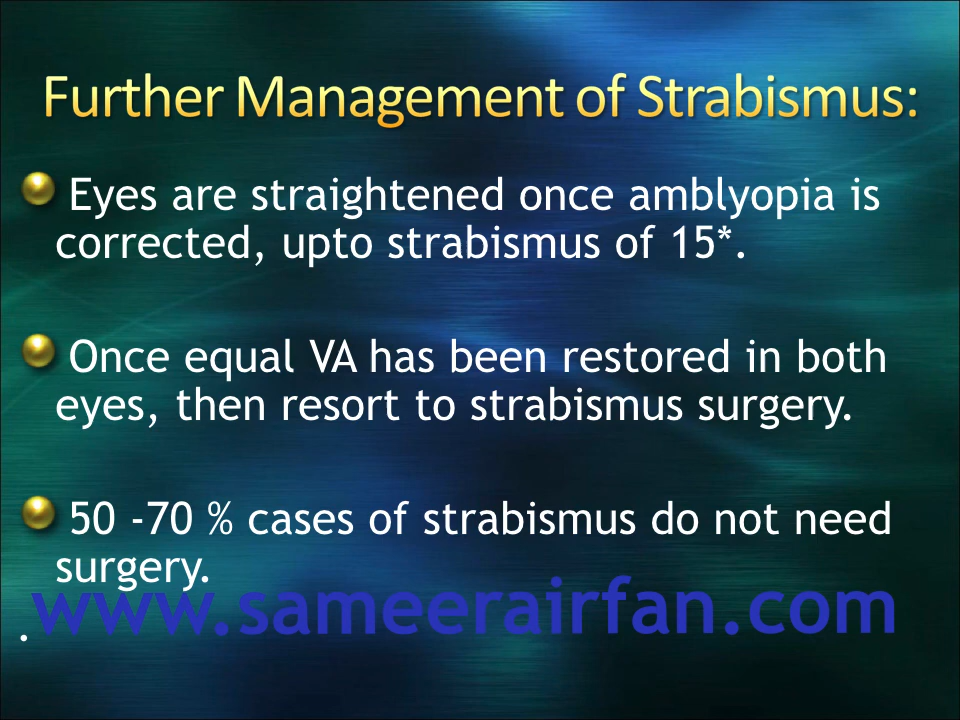 Further Management of Strabismus:
Eyes are straightened once amblyopia is
corrected, upto strabismus of 15*.
Once equal VA has been restored in both
eyes, then resort to strabismus surgery.
50 -70 % cases of strabismus do not need
surgery.
www.sameerairfan.com
.